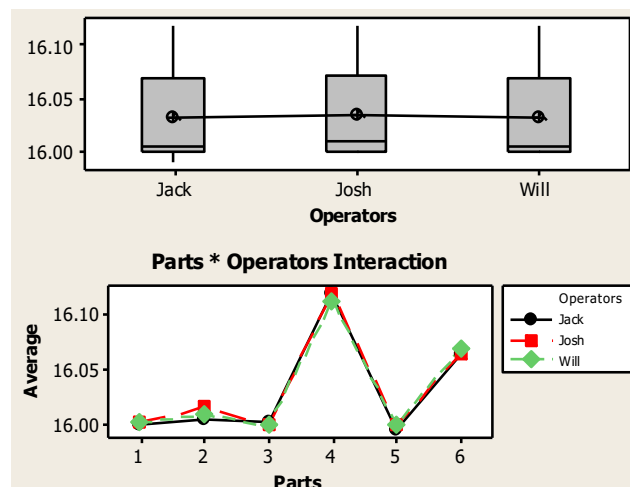 16.10
16.05
16.00
Jack Josh Will
Operators
Parts * Operators Interaction
Average
16.10
16.05
16.00
1 2 3 4 5 6
Parts
Operators
Jack
Josh
Will